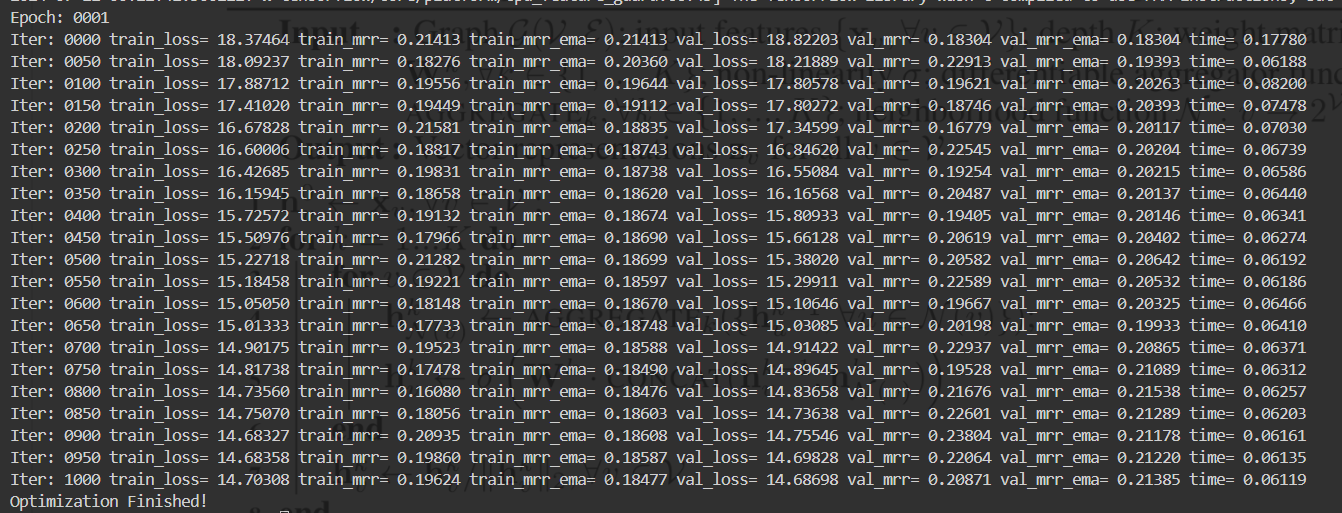 Epoch: 0001
Iter: 0000 train_loss= 18.37464 train_mrr= 0.21413 train_mrr_ema= 0.21413 val_loss= 18.82203 val_mrr= 0.18304 val_mrr_ema= 0.18304 time= 0.17780
Iter: 0050 train_loss= 18.09237 train_mrr= 0.18276 train_mrr_ema= 0.20360 val_loss= 18.21889 val_mrr= 0.22913 val_mrr_ema= 0.19393 time= 0.06188
Iter: 0100 train_loss= 17.88712 train_mrr= 0.19556 train_mrr_ema= 0.19644 val_loss= 17.80578 val_mrr= 0.19621 val_mrr_ema= 0.20263 time= 0.08200
Iter: 0150 train_loss= 17.41020 train_mrr= 0.19449 train_mrr_ema= 0.19112 val_loss= 17.80272 val_mrr= 0.18746 val_mrr_ema= 0.20393 time= 0.07478
Iter: 0200 train_loss= 16.67828 train_mrr= 0.21581 train_mrr_ema= 0.18835 val_loss= 17.34599 val_mrr= 0.16779 val_mrr_ema= 0.20117 time= 0.07030
Iter: 0250 train_loss= 16.60006 train_mrr= 0.18817 train_mrr_ema= 0.18743 val_loss= 16.84620 val_mrr= 0.22545 val_mrr_ema= 0.20204 time= 0.06739
Iter: 0300 train_loss= 16.42685 train_mrr= 0.19831 train_mrr_ema= 0.18738 val_loss= 16.55084 val_mrr= 0.19254 val_mrr_ema= 0.20215 time= 0.06586
Iter: 0350 train_loss= 16.15945 train_mrr= 0.18658 train_mrr_ema= 0.18620 val_loss= 16.16568 val_mrr= 0.20487 val_mrr_ema= 0.20137 time= 0.06440
Iter: 0400 train_loss= 15.72572 train_mrr= 0.19132 train_mrr_ema= 0.18674 val_loss= 15.80933 val_mrr= 0.19405 val_mrr_ema= 0.20146 time= 0.06341
Iter: 0450 train_loss= 15.50976 train_mrr= 0.17966 train_mrr_ema= 0.18690 val_loss= 15.66128 val_mrr= 0.20619 val_mrr_ema= 0.20402 time= 0.06274
Iter: 0500 train_loss= 15.22718 train_mrr= 0.21282 train_mrr_ema= 0.18699 val_loss= 15.38020 val_mrr= 0.20582 val_mrr_ema= 0.20642 time= 0.06192
Iter: 0550 train_loss= 15.18458 train_mrr= 0.19221 train_mrr_ema= 0.18597 val_loss= 15.29911 val_mrr= 0.22589 val_mrr_ema= 0.20532 time= 0.06186
Iter: 0600 train_loss= 15.05050 train_mrr= 0.18148 train_mrr_ema= 0.18670 val_loss= 15.10646 val_mrr= 0.19667 val_mrr_ema= 0.20325 time= 0.06466
Iter: 0650 train_loss= 15.01333 train_mrr= 0.17733 train_mrr_ema= 0.18748 val_loss= 15.03085 val_mrr= 0.20198 val_mrr_ema= 0.19933 time= 0.06410
Iter: 0700 train_loss= 14.90175 train_mrr= 0.19523 train_mrr_ema= 0.18588 val_loss= 14.91422 val_mrr= 0.22937 val_mrr_ema= 0.20865 time= 0.06371
Iter: 0750 train_loss= 14.81738 train_mrr= 0.17478 train_mrr_ema= 0.18490 val_loss= 14.89645 val_mrr= 0.19528 val_mrr_ema= 0.21089 time= 0.06312
Iter: 0800 train_loss= 14.73560 train_mrr= 0.16080 train_mrr_ema= 0.18476 val_loss= 14.83658 val_mrr= 0.21676 val_mrr_ema= 0.21538 time= 0.06257
Iter: 0850 train_loss= 14.75070 train_mrr= 0.18056 train_mrr_ema= 0.18603 val_loss= 14.73638 val_mrr= 0.22601 val_mrr_ema= 0.21289 time= 0.06203
Iter: 0900 train_loss= 14.68327 train_mrr= 0.20935 train_mrr_ema= 0.18608 val_loss= 14.75546 val_mrr= 0.23804 val_mrr_ema= 0.21178 time= 0.06161
Iter: 0950 train_loss= 14.68358 train_mrr= 0.19860 train_mrr_ema= 0.18587 val_loss= 14.69828 val_mrr= 0.22064 val_mrr_ema= 0.21220 time= 0.06135
Iter: 1000 train_loss= 14.70308 train_mrr= 0.19624 train_mrr_ema= 0.18477 val_loss= 14.68698 val_mrr= 0.20871 val_mrr_ema= 0.21385 time= 0.06119
Optimization Finished!